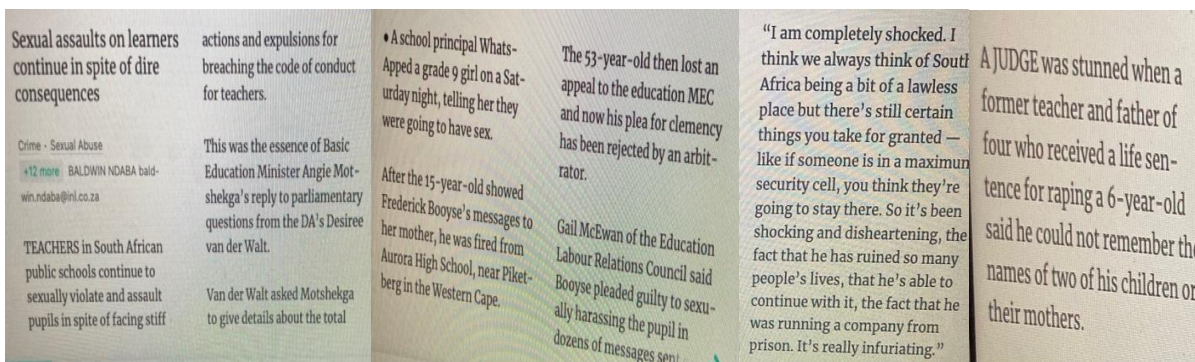 Sexual assaults on learners
continue in spite of dire
consequences
Crime • Sexual Abuse
+12 more BALDWIN NDABA bald-
win.ndaba@inl.co.za
TEACHERS in South African
public schools continue to
sexually violate and assault
pupils in spite of facing stiff
actions and expulsions for
breaching the code of conduct
for teachers.
This was the essence of Basic
Education Minister Angie Mot-
shekga's reply to parliamentary
questions from the DA's Desiree
van der Walt.
Van der Walt asked Motshekga
to give details about the total
• A school principal Whats-
Apped a grade 9 girl on a Sat-
urday night, telling her they
were going to have sex.
After the 15-year-old showed
Frederick Booyse's messages to
her mother, he was fired from
Aurora High School, near Piket-
berg in the Western Cape.
The 53-year-old then lost an
appeal to the education MEC
and now his plea for clemency
has been rejected by an arbit-
rator.
Gail McEwan of the Education
Labour Relations Council said
Booyse pleaded guilty to sexu-
ally harassing the pupil in
dozens of messages sent
“I am completely shocked. I
think we always think of South
Africa being a bit of a lawless
place but there's still certain
things you take for granted —
like if someone is in a maximum
security cell, you think they're
going to stay there. So it's been
shocking and disheartening, the
fact that he has ruined so many
people's lives, that he's able to
continue with it, the fact that he
was running a company from
prison. It's really infuriating.”
A JUDGE was stunned when a
former teacher and father of
four who received a life sen-
tence for raping a 6-year-old
said he could not remember the
names of two of his children or
their mothers.